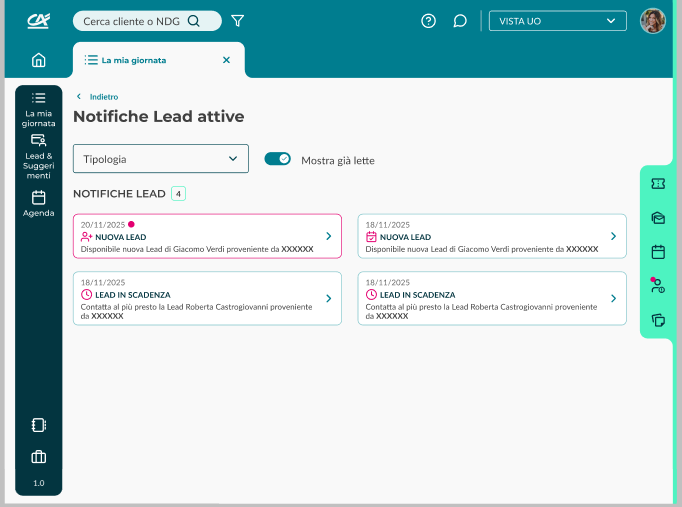 CA
Cerca cliente o NDG
VISTA UO
La mia giornata
Indietro
Notifiche Lead attive
La mia
giornata
Lead &
Suggeri
menti
Agenda
Tipologia
Mostra già lette
NOTIFICHE LEAD 4
20/11/2025
NUOVA LEAD
Disponibile nuova Lead di Giacomo Verdi proveniente da XXXXXX
18/11/2025
NUOVA LEAD
Disponibile nuova Lead di Giacomo Verdi proveniente da XXXXXX
18/11/2025
LEAD IN SCADENZA
Contatta al più presto la Lead Roberta Castrogiovanni proveniente
da XXXXXX
18/11/2025
LEAD IN SCADENZA
Contatta al più presto la Lead Roberta Castrogiovanni proveniente
da XXXXXX
1.0